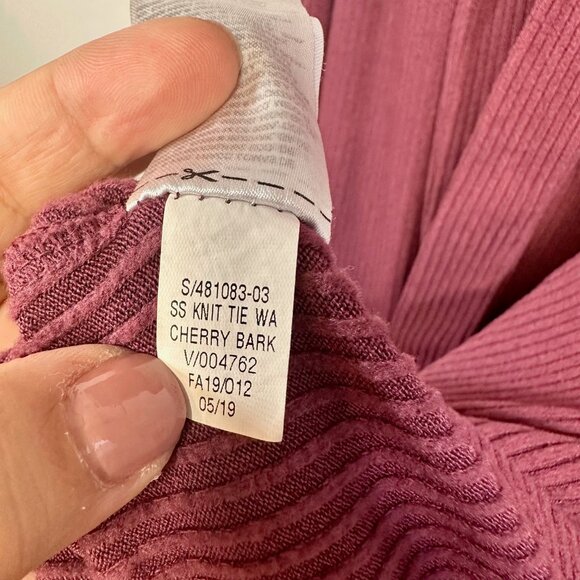 S/481083-03
SS KNIT TIE WA
CHERRY BARK
V/004762
FA19/012
05/19